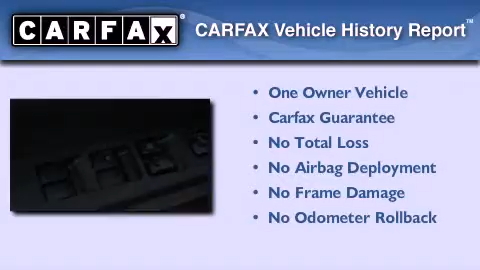 CARFAX® CARFAX Vehicle History Report™
• One Owner Vehicle
• Carfax Guarantee
• No Total Loss
• No Airbag Deployment
• No Frame Damage
• No Odometer Rollback